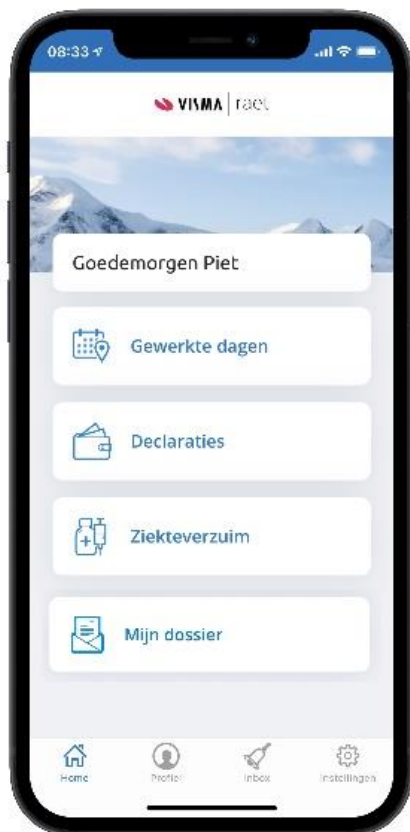 08:33
VISMA | raet
Goedemorgen Piet
Gewerkte dagen
Declaraties
Ziekteverzuim
Mijn dossier
Home
Profiel
Inbox
Instellingen